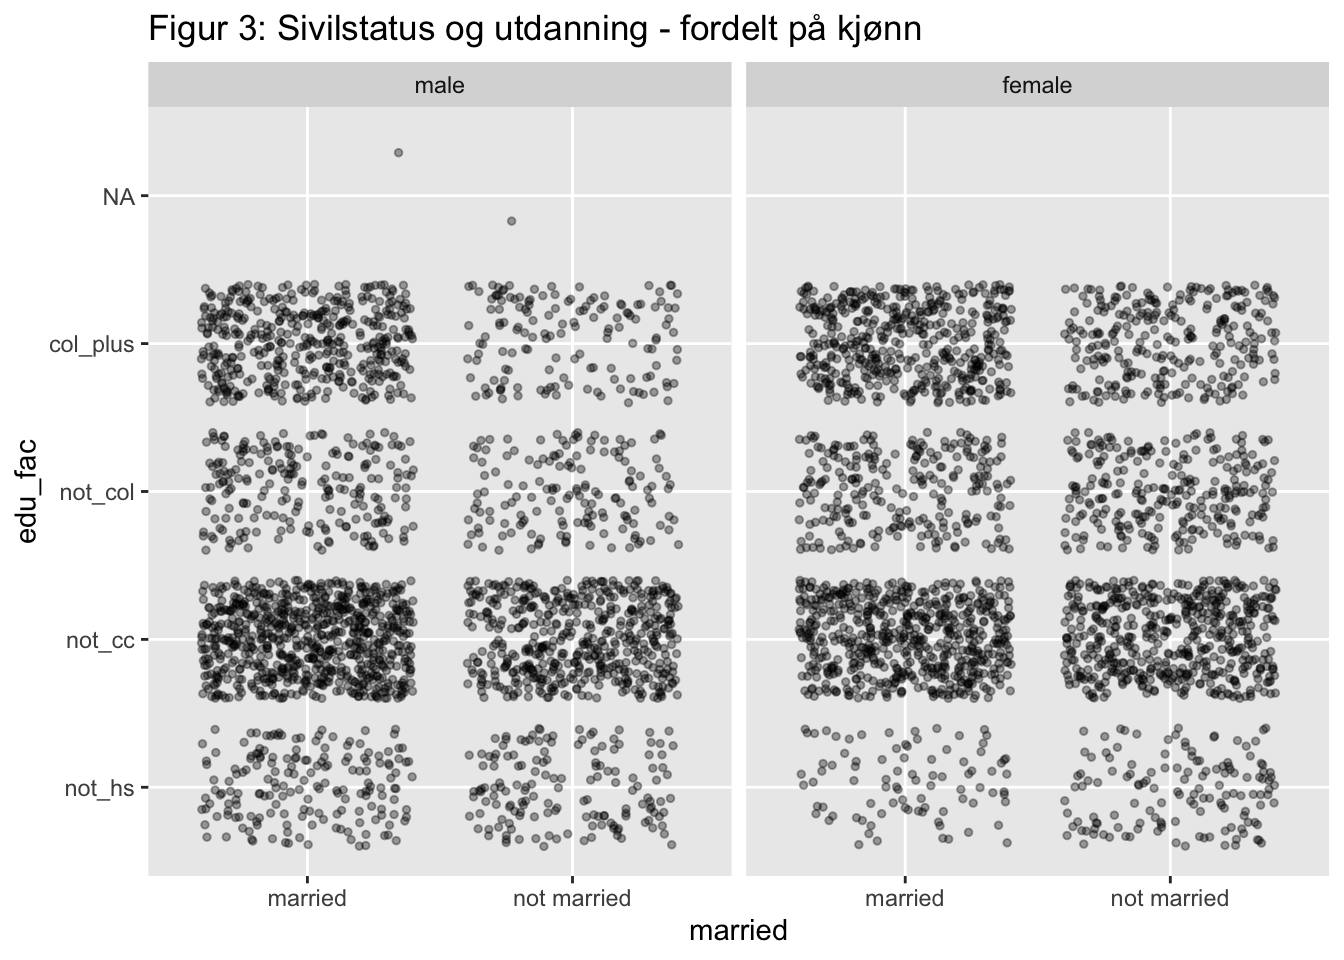 Figur 3: Sivilstatus og utdanning - fordelt på kjønn
male
female
NA
col_plus
not_col
not_cc
not_hs
edu_fac
married
not married
married
not married
married